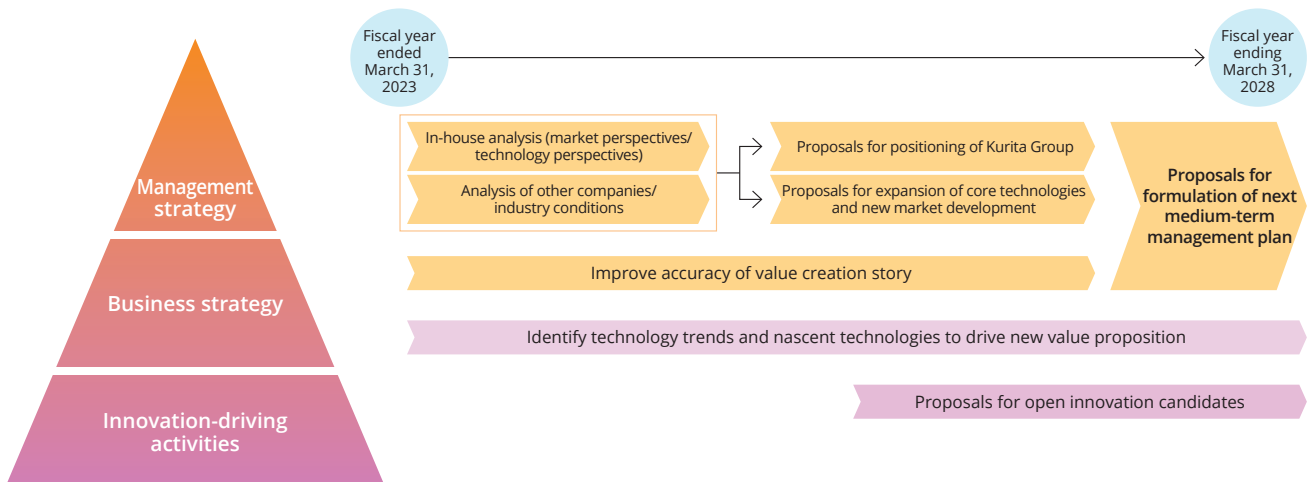 Fiscal year
ended
March 31,
2023
Fiscal year
ending
March 31,
2028
Management
strategy
Business strategy
Innovation-driving
activities
In-house analysis (market perspectives/
technology perspectives)
Analysis of other companies/
industry conditions
Proposals for positioning of Kurita Group
Proposals for expansion of core technologies
and new market development
Proposals for
formulation of next
medium-term
management plan
Improve accuracy of value creation story
Identify technology trends and nascent technologies to drive new value proposition
Proposals for open innovation candidates